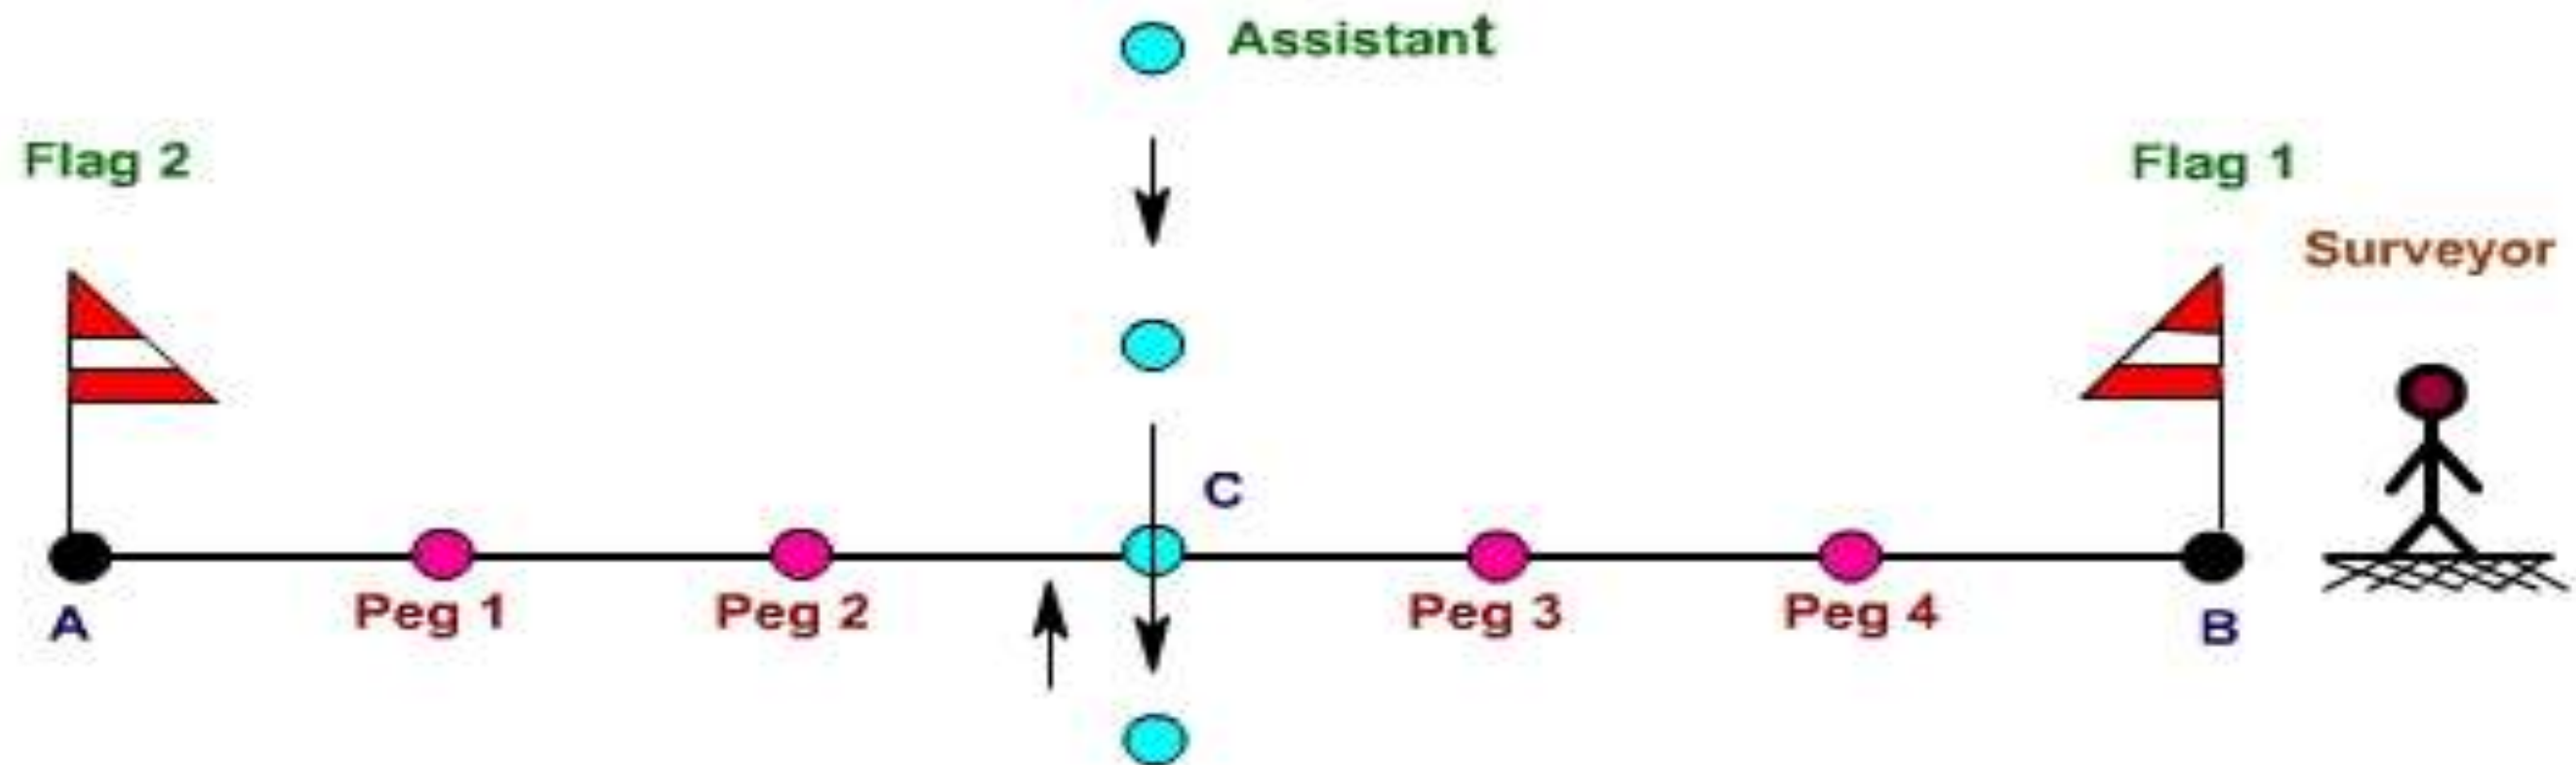 Assistant
Flag 2
Flag 1
Surveyor
C
Peg 1
Peg 2
Peg 3
Peg 4
A
B